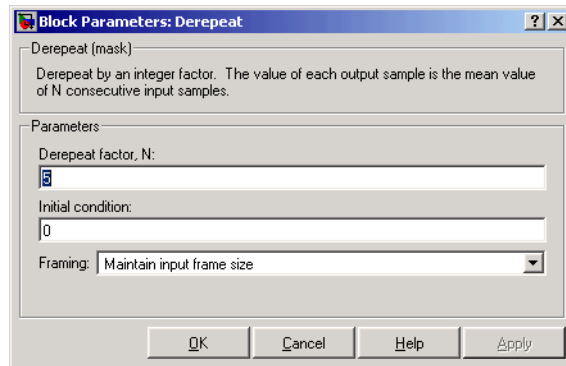 Block Parameters: Derepeat
Derepeat (mask)
Derepeat by an integer factor. The value of each output sample is the mean value
of N consecutive input samples.
Parameters
Derepeat factor, N:
5
Initial condition:
0
Framing: Maintain input frame size
OK Cancel Help Apply